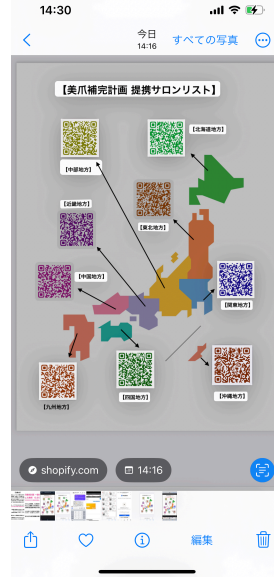 14:30
今日
14:16
すべての写真
【美爪補完計画 提携サロンリスト】
【北海道地方】
【中部地方】
【近畿地方】
【東北地方】
【中国地方】
【関東地方】
【四国地方】
【沖縄地方】
【九州地方】
shopify.com
14:16
編集